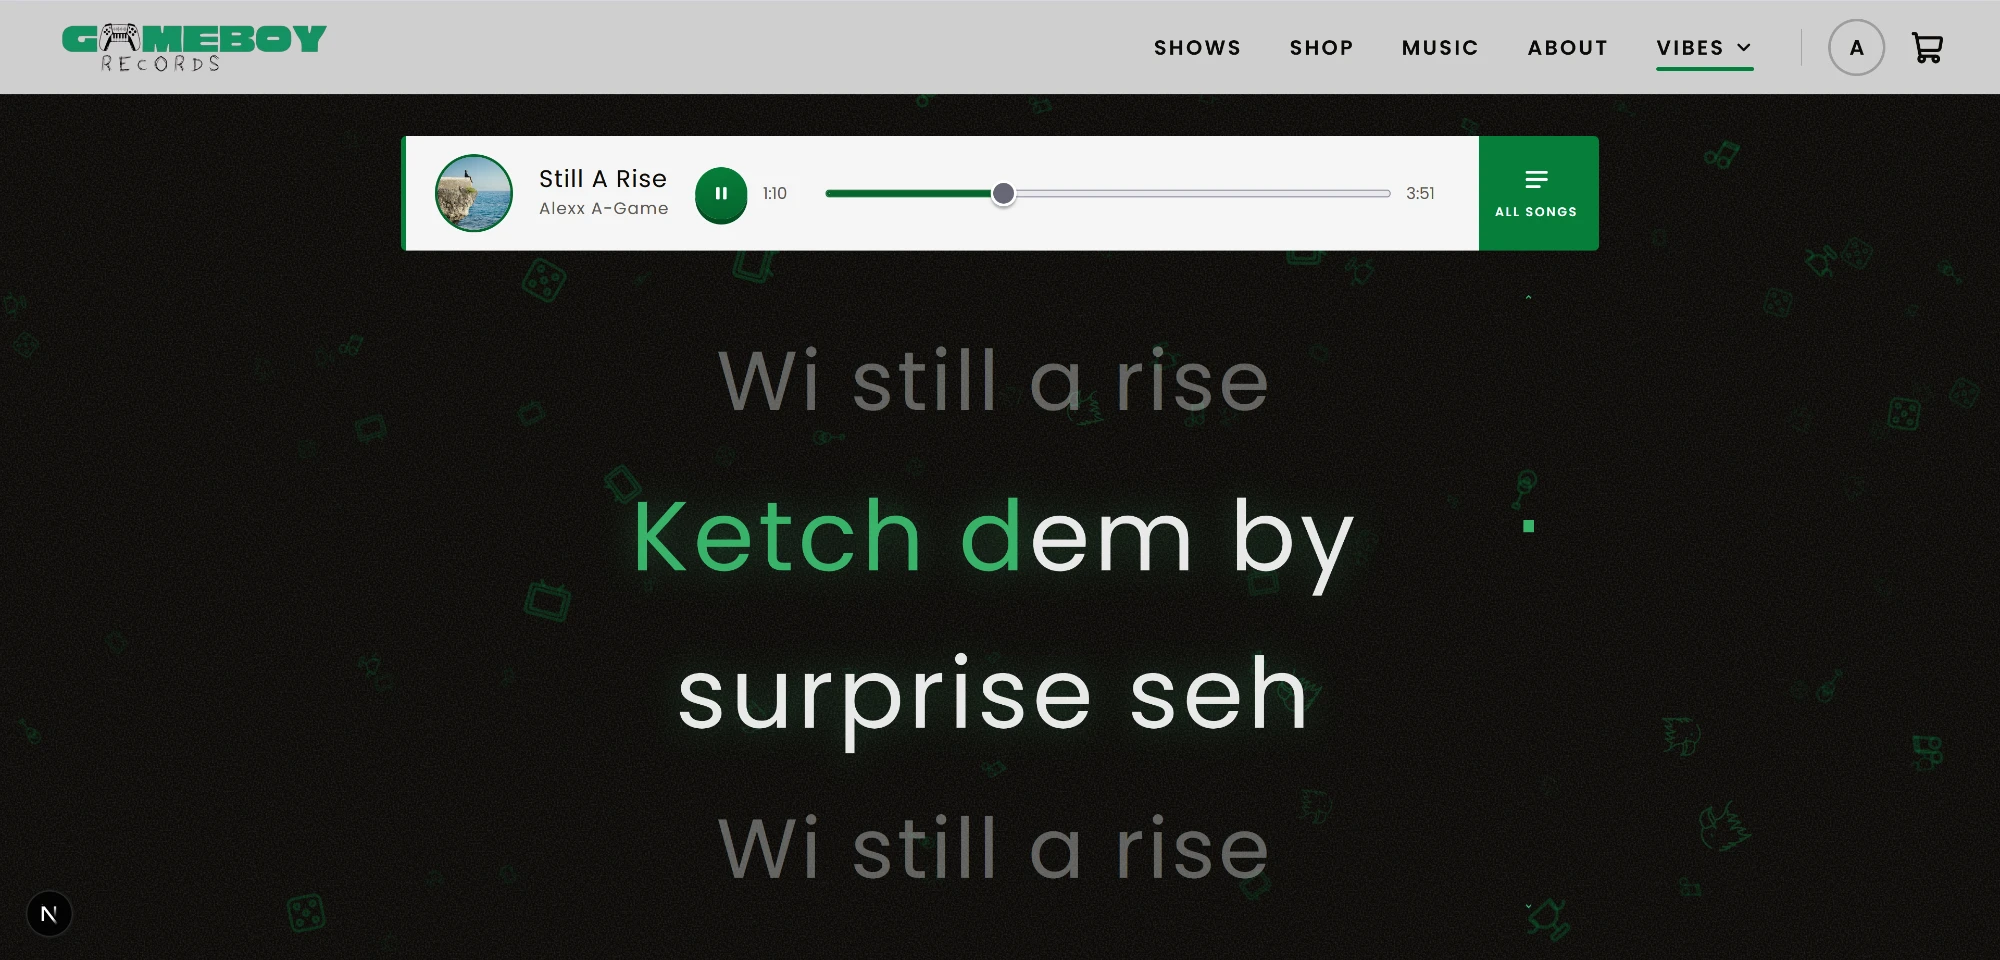 GAMEBOY
RECORDS
SHOWS SHOP MUSIC ABOUT VIBES A
Still A Rise
Alexx A-Game
1:10 3:51
ALL SONGS
Wi still a rise
Ketch dem by
surprise seh
Wi still a rise
N